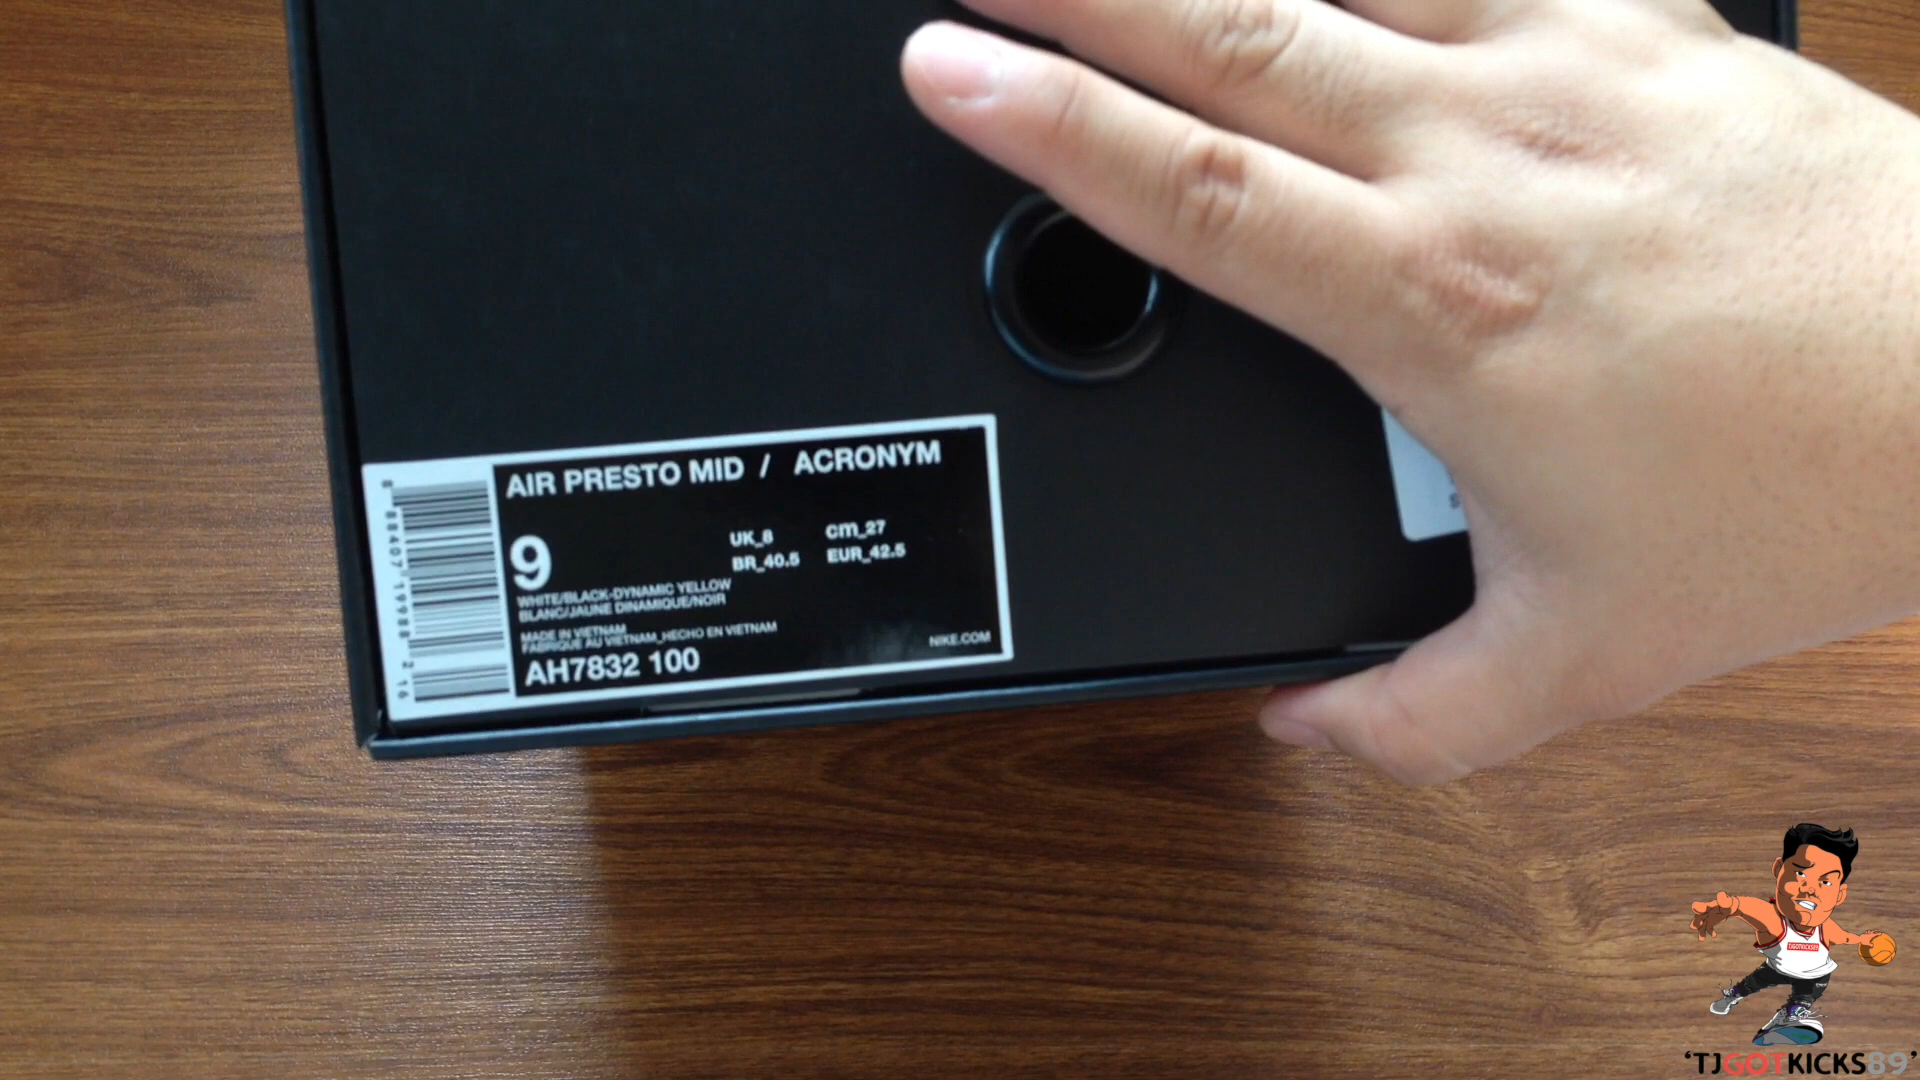 AIR PRESTO MID / ACRONYM
9
UK_8 cm_27
BR_40.5 EUR_42.5
WHITE/BLACK-DYNAMIC YELLOW
BLANC/JAUNE DINAMIQUE/NOIR
MADE IN VIETNAM
FABRIQUE AU VIETNAM_HECHO EN VIETNAM
AH7832 100
NIKE.COM
TJGOTKICKS89
'TJGOTKICKS89'